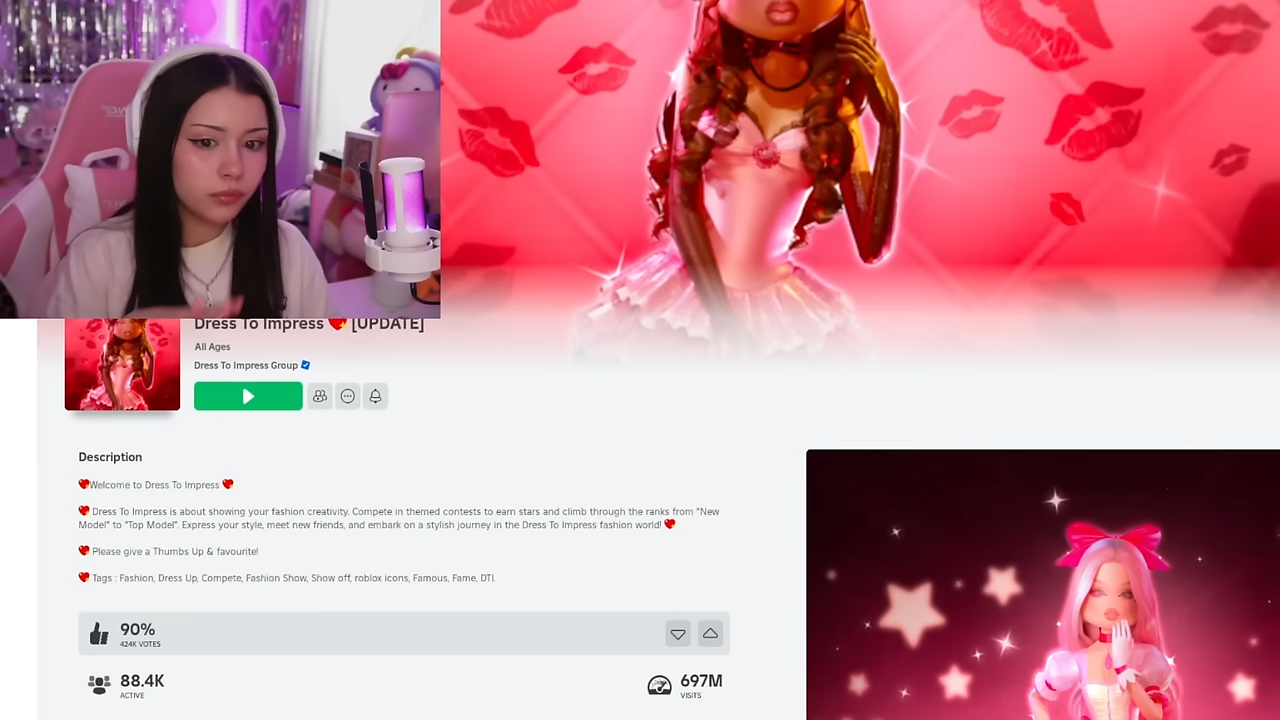 Dress To Impress ❤️ [UPDATE]
All Ages
Dress To Impress Group
Description
❤️Welcome to Dress To Impress ❤️
❤️ Dress To Impress is about showing your fashion creativity. Compete in themed contests to earn stars and climb through the ranks from "New
Model" to "Top Model". Express your style, meet new friends, and embark on a stylish journey in the Dress To Impress fashion world! ❤️
❤️ Please give a Thumbs Up & favourite!
❤️ Tags : Fashion, Dress Up, Compete, Fashion Show, Show off, roblox icons, Famous, Fame, DTI.
90%
424K VOTES
88.4K
ACTIVE
697M
VISITS